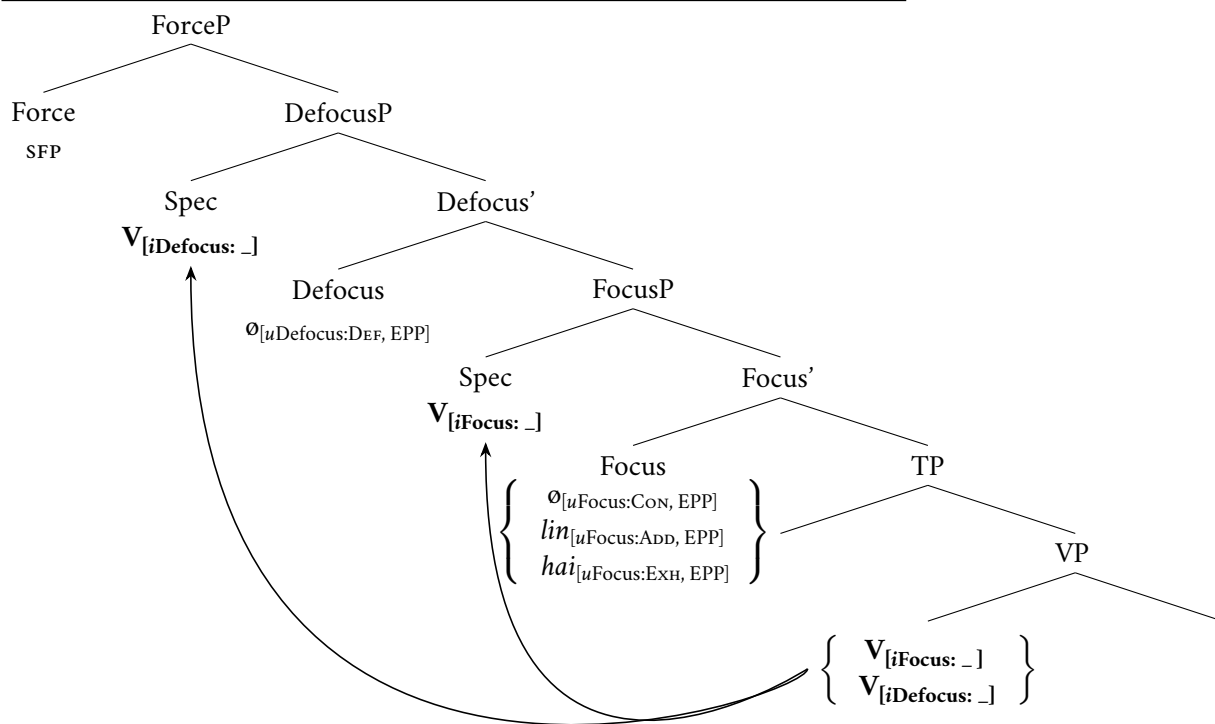 ForceP
Force DefocusP
SFP
Spec Defocus’
V[iDefocus: _]
Defocus FocusP
ø[uDefocus:DEF, EPP]
Spec Focus’
V[iFocus: _]
Focus TP
ø[uFocus:CON, EPP]
lin[uFocus:ADD, EPP]
hai[uFocus:EXH, EPP]
VP
V[iFocus: _ ]
V[iDefocus: _]